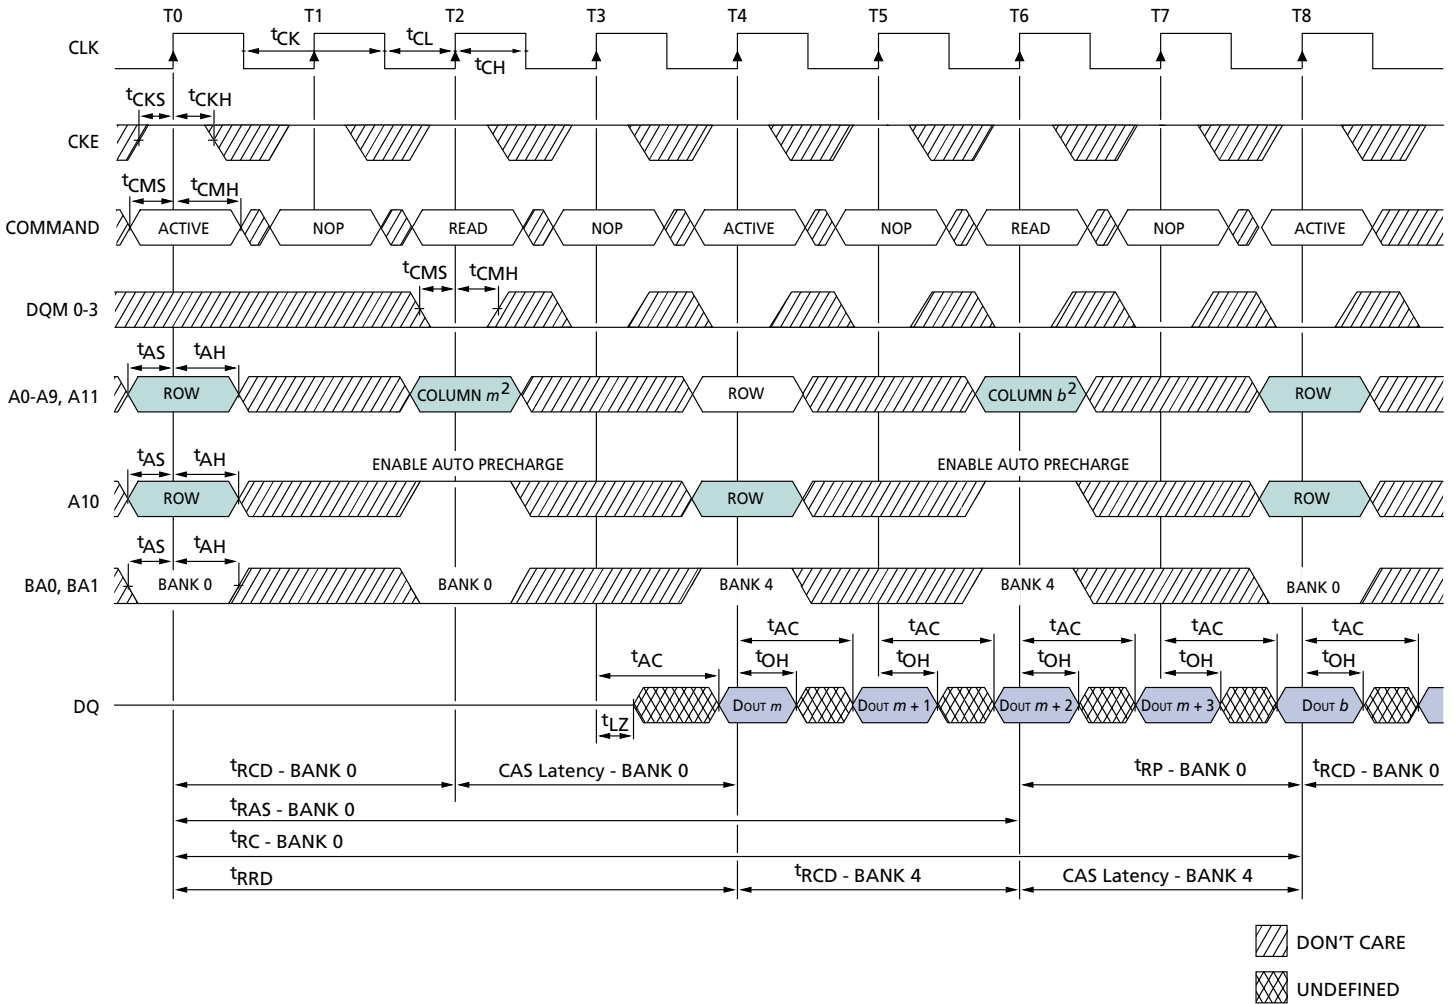 T0 T1 T2 T3 T4 T5 T6 T7 T8
CLK
tCK tCL
tCH
tCKS tCKH
CKE
tCMS tCMH
COMMAND ACTIVE NOP READ NOP ACTIVE NOP READ NOP ACTIVE
tCMS tCMH
DQM 0-3
tAS tAH
A0-A9, A11 ROW COLUMN m2 ROW COLUMN b2 ROW
tAS tAH ENABLE AUTO PRECHARGE ENABLE AUTO PRECHARGE
A10 ROW ROW ROW
tAS tAH
BA0, BA1 BANK 0 BANK 0 BANK 4 BANK 4 BANK 0
tAC tAC tAC tAC tAC
tAC tOH tOH tOH tOH tOH
DQ DOUT m DOUT m + 1 DOUT m + 2 DOUT m + 3 DOUT b
tLZ
tRCD - BANK 0 CAS Latency - BANK 0 tRP - BANK 0 tRCD - BANK 0
tRAS - BANK 0
tRC - BANK 0
tRRD tRCD - BANK 4 CAS Latency - BANK 4
DON'T CARE
UNDEFINED